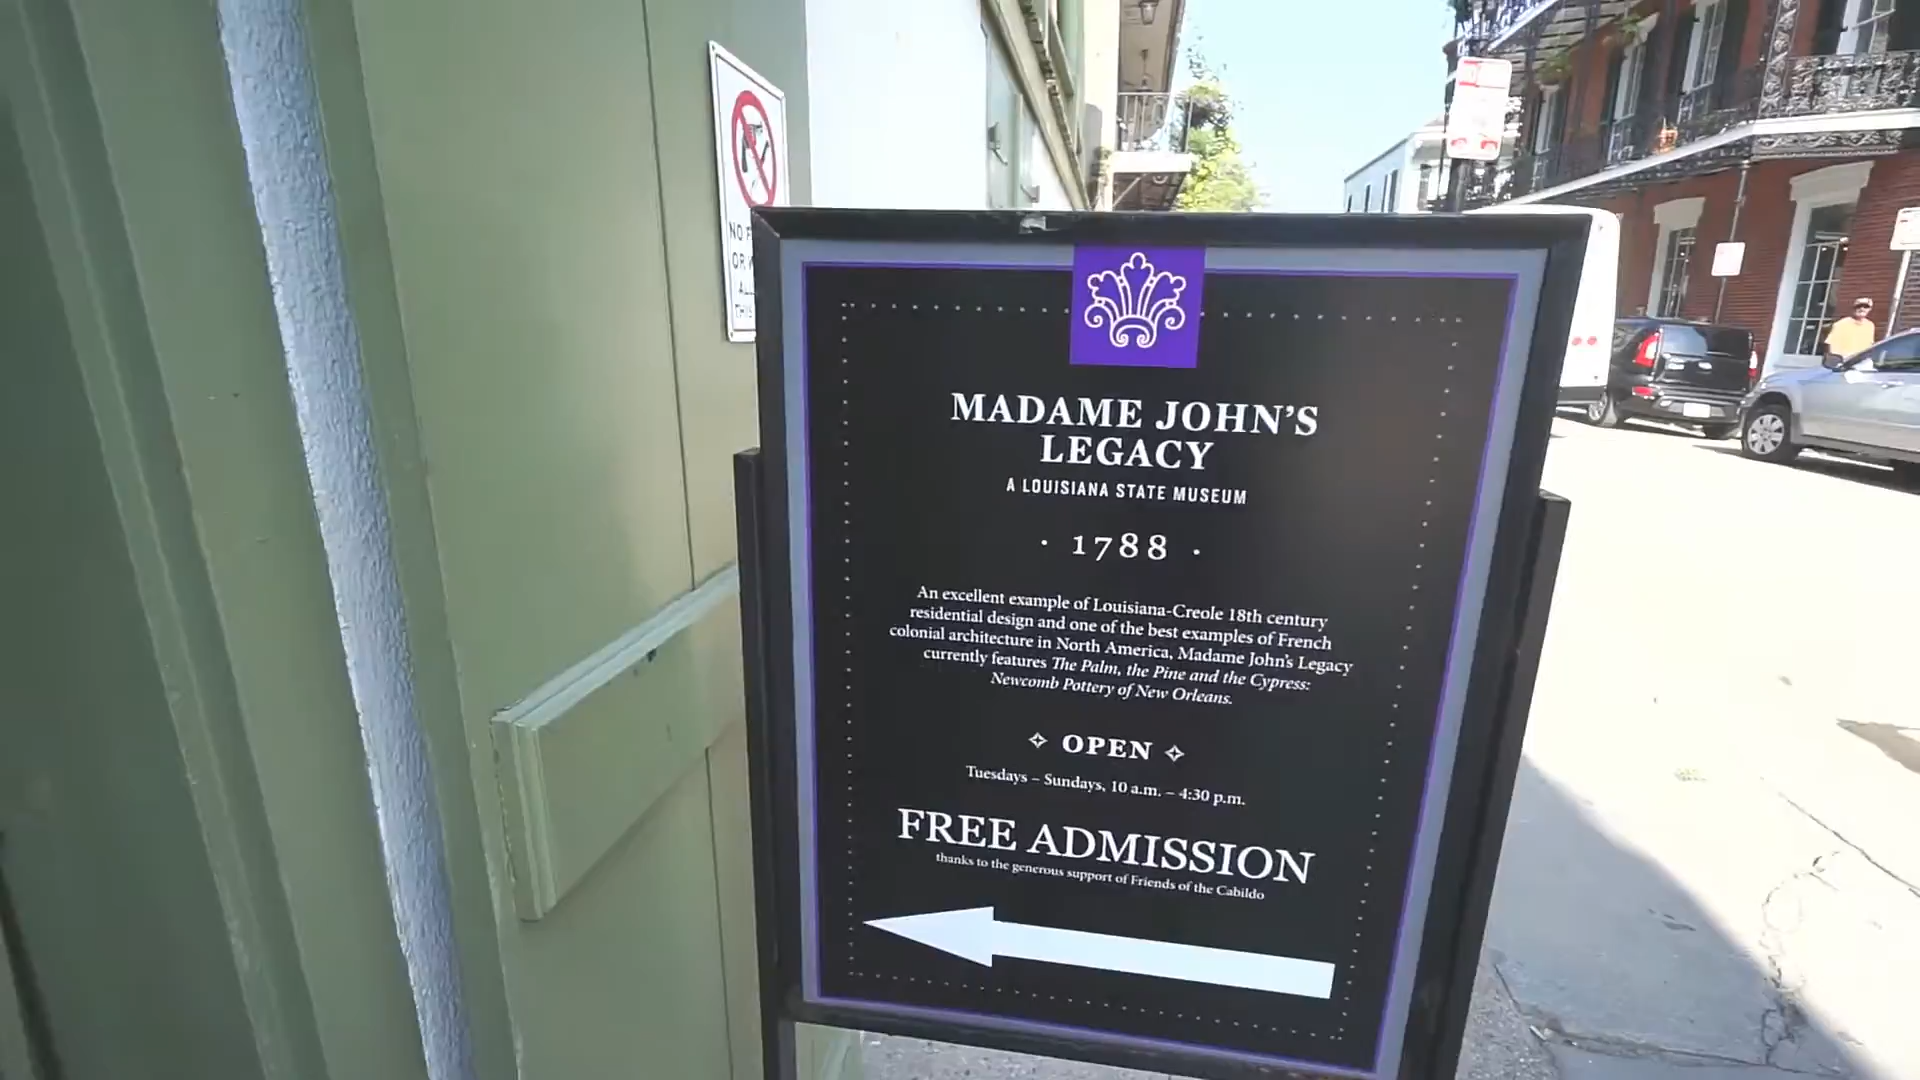 MADAME JOHN'S
LEGACY
A LOUISIANA STATE MUSEUM
· 1788 ·
An excellent example of Louisiana-Creole 18th century
residential design and one of the best examples of French
colonial architecture in North America, Madame John's Legacy
currently features The Palm, the Pine and the Cypress:
Newcomb Pottery of New Orleans.
OPEN
Tuesdays – Sundays, 10 a.m. – 4:30 p.m.
FREE ADMISSION
thanks to the generous support of Friends of the Cabildo
NO
OR
THIS